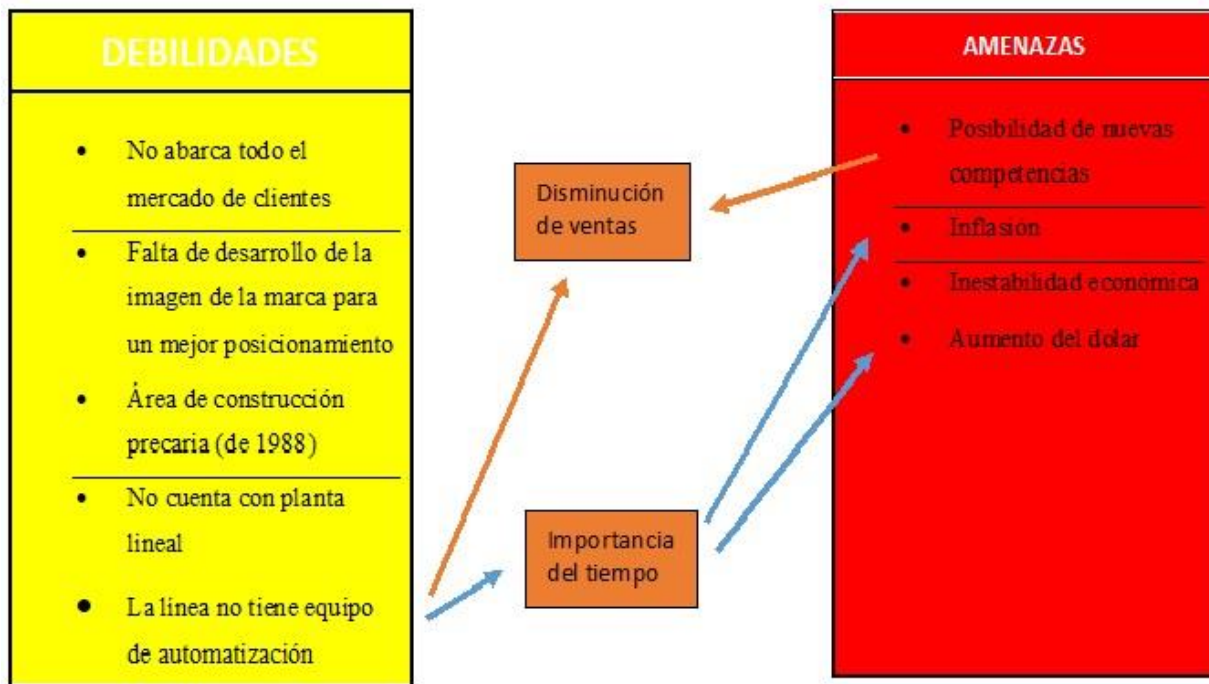 DEBILIDADES
• No abarca todo el
mercado de clientes
• Falta de desarrollo de la
imagen de la marca para
un mejor posicionamiento
• Área de construcción
precaria (de 1988)
• No cuenta con planta
lineal
• La línea no tiene equipo
de automatización
Disminución
de ventas
Importancia
del tiempo
AMENAZAS
• Posibilidad de nuevas
competencias
• Inflasión
• Inestabilidad económica
• Aumento del dolar